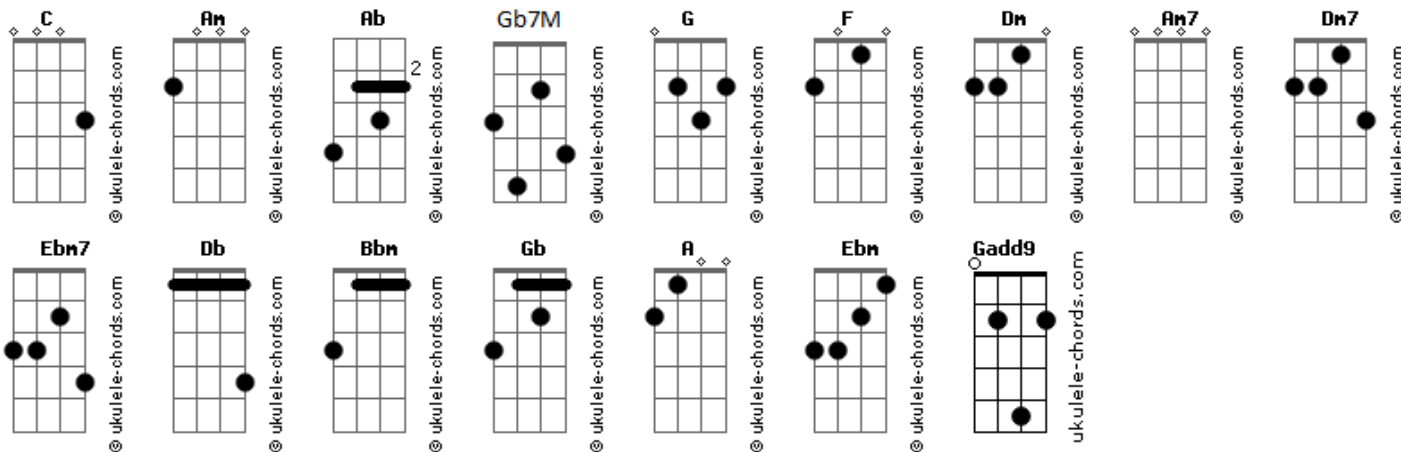 C Am Ab Gb7M G F Dm Am7 Dm7
2
© ukulele-chords.com © ukulele-chords.com © ukulele-chords.com © ukulele-chords.com © ukulele-chords.com © ukulele-chords.com © ukulele-chords.com © ukulele-chords.com © ukulele-chords.com
Ebm7 Db Bbm Gb A Ebm Gadd9
© ukulele-chords.com © ukulele-chords.com © ukulele-chords.com © ukulele-chords.com © ukulele-chords.com © ukulele-chords.com ukulele-chords.com